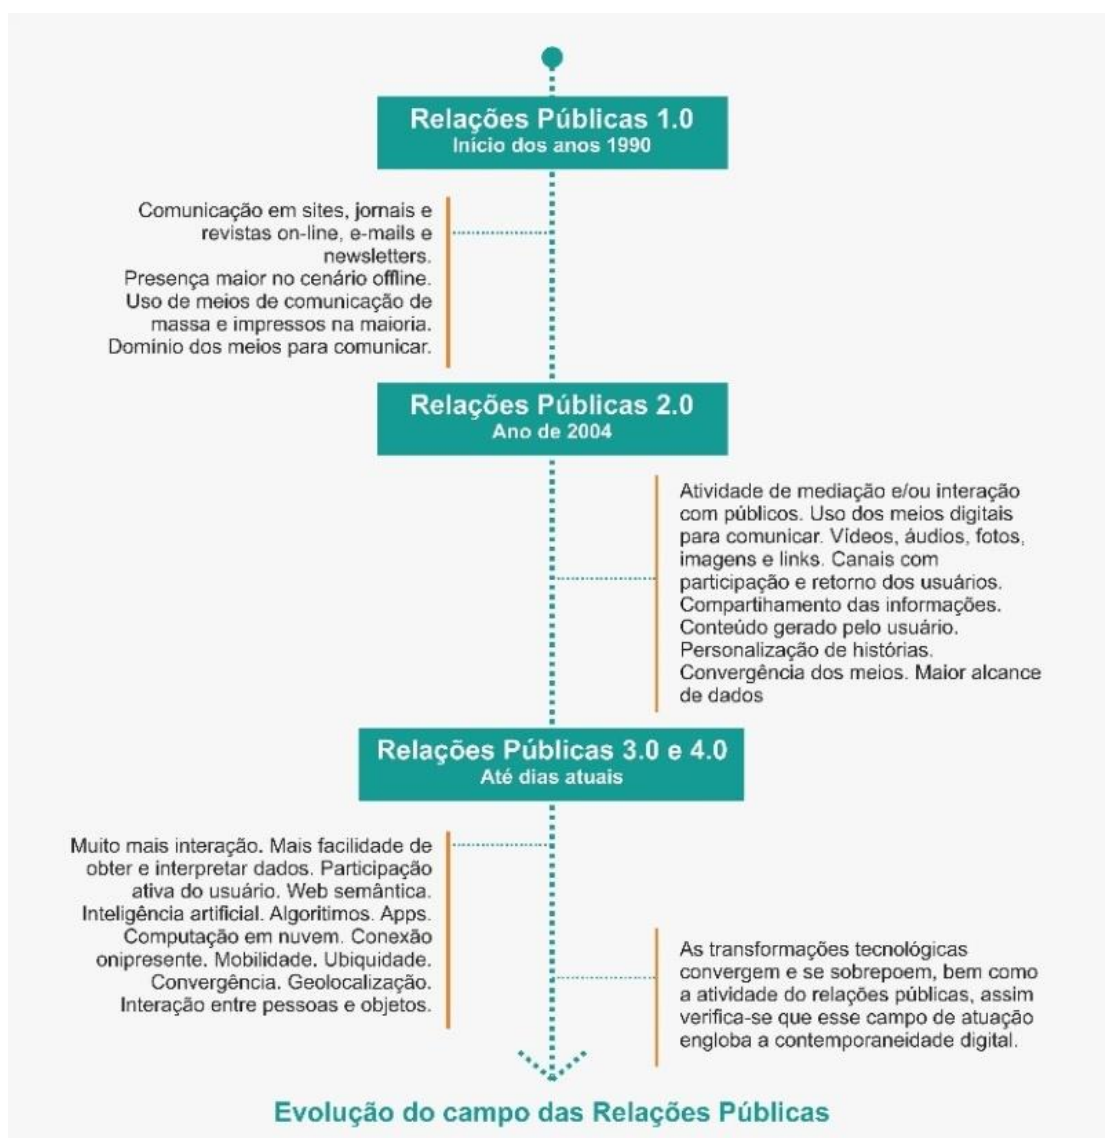 Relações Públicas 1.0
Início dos anos 1990
Comunicação em sites, jornais e
revistas on-line, e-mails e
newsletters.
Presença maior no cenário offline.
Uso de meios de comunicação de
massa e impressos na maioria.
Domínio dos meios para comunicar.
Relações Públicas 2.0
Ano de 2004
Atividade de mediação e/ou interação
com públicos. Uso dos meios digitais
para comunicar. Vídeos, áudios, fotos,
imagens e links. Canais com
participação e retorno dos usuários.
Compartihamento das informações.
Conteúdo gerado pelo usuário.
Personalização de histórias.
Convergência dos meios. Maior alcance
de dados
Relações Públicas 3.0 e 4.0
Até dias atuais
Muito mais interação. Mais facilidade de
obter e interpretar dados. Participação
ativa do usuário. Web semântica.
Inteligência artificial. Algoritimos. Apps.
Computação em nuvem. Conexão
onipresente. Mobilidade. Ubiquidade.
Convergência. Geolocalização.
Interação entre pessoas e objetos.
As transformações tecnológicas
convergem e se sobrepoem, bem como
a atividade do relações públicas, assim
verifica-se que esse campo de atuação
engloba a contemporaneidade digital.
Evolução do campo das Relações Públicas